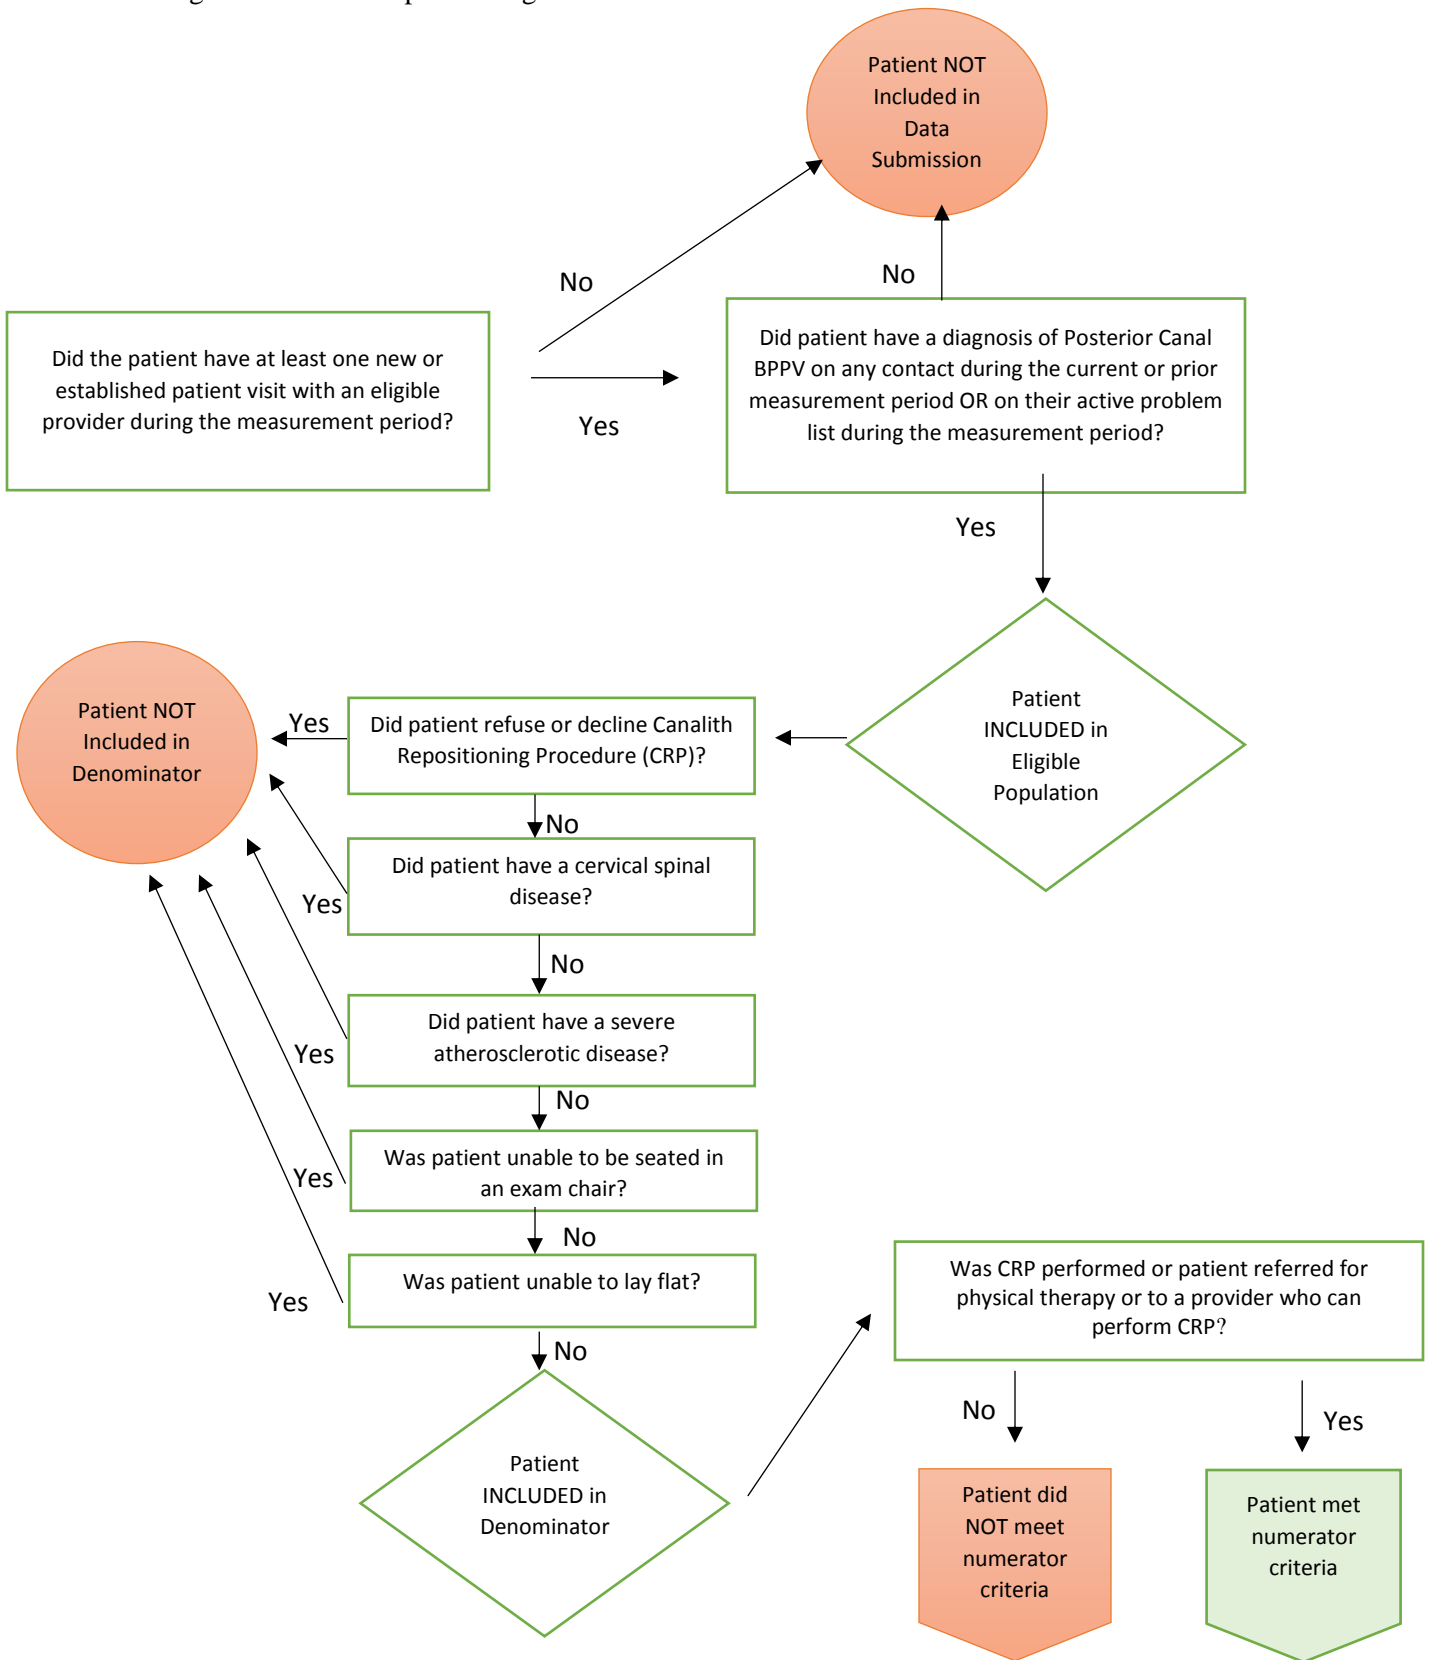 Patient NOT
Included in
Data
Submission
No
No
Did the patient have at least one new or
established patient visit with an eligible
provider during the measurement period?
Yes
Did patient have a diagnosis of Posterior Canal
BPPV on any contact during the current or prior
measurement period OR on their active problem
list during the measurement period?
Yes
Patient
INCLUDED in
Eligible
Population
Did patient refuse or decline Canalith
Repositioning Procedure (CRP)?
Yes
Patient NOT
Included in
Denominator
No
Did patient have a cervical spinal
disease?
Yes
No
Did patient have a severe
atherosclerotic disease?
Yes
No
Was patient unable to be seated in
an exam chair?
Yes
No
Was patient unable to lay flat?
Yes
No
Patient
INCLUDED in
Denominator
Was CRP performed or patient referred for
physical therapy or to a provider who can
perform CRP?
No
Yes
Patient did
NOT meet
numerator
criteria
Patient met
numerator
criteria